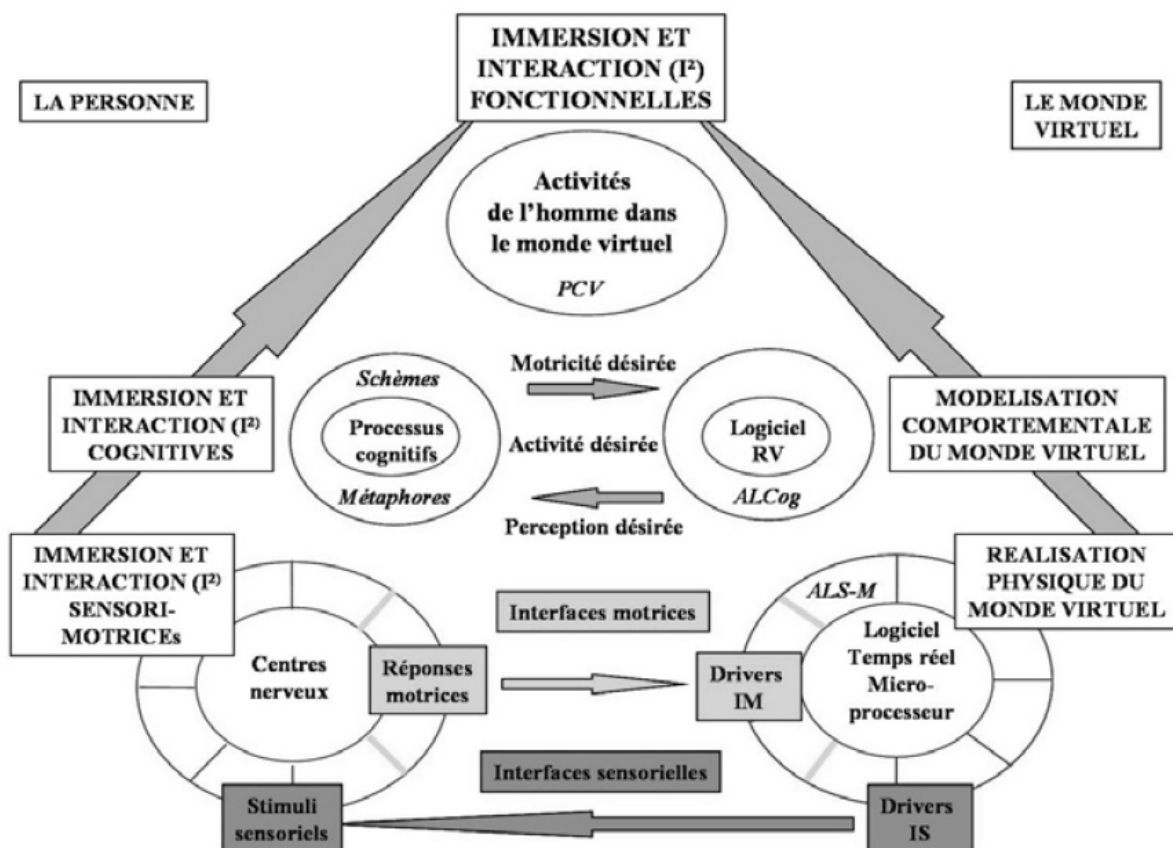 IMMERSION ET
INTERACTION (I²)
FONCTIONNELLES
LA PERSONNE
LE MONDE
VIRTUEL
Activités
de l'homme dans
le monde virtuel
PCV
IMMERSION ET
INTERACTION (I²)
COGNITIVES
Schèmes
Processus
cognitifs
Métaphores
Motricité désirée
Activité désirée
Perception désirée
Logiciel
RV
ALCog
MODELISATION
COMPORTEMENTALE
DU MONDE VIRTUEL
IMMERSION ET
INTERACTION (I²)
SENSORI-
MOTRICEs
Centres
nerveux
Réponses
motrices
Stimuli
sensoriels
Interfaces motrices
Interfaces sensorielles
ALS-M
Logiciel
Temps réel
Micro-
processeur
Drivers
IM
Drivers
IS
REALISATION
PHYSIQUE DU
MONDE VIRTUEL